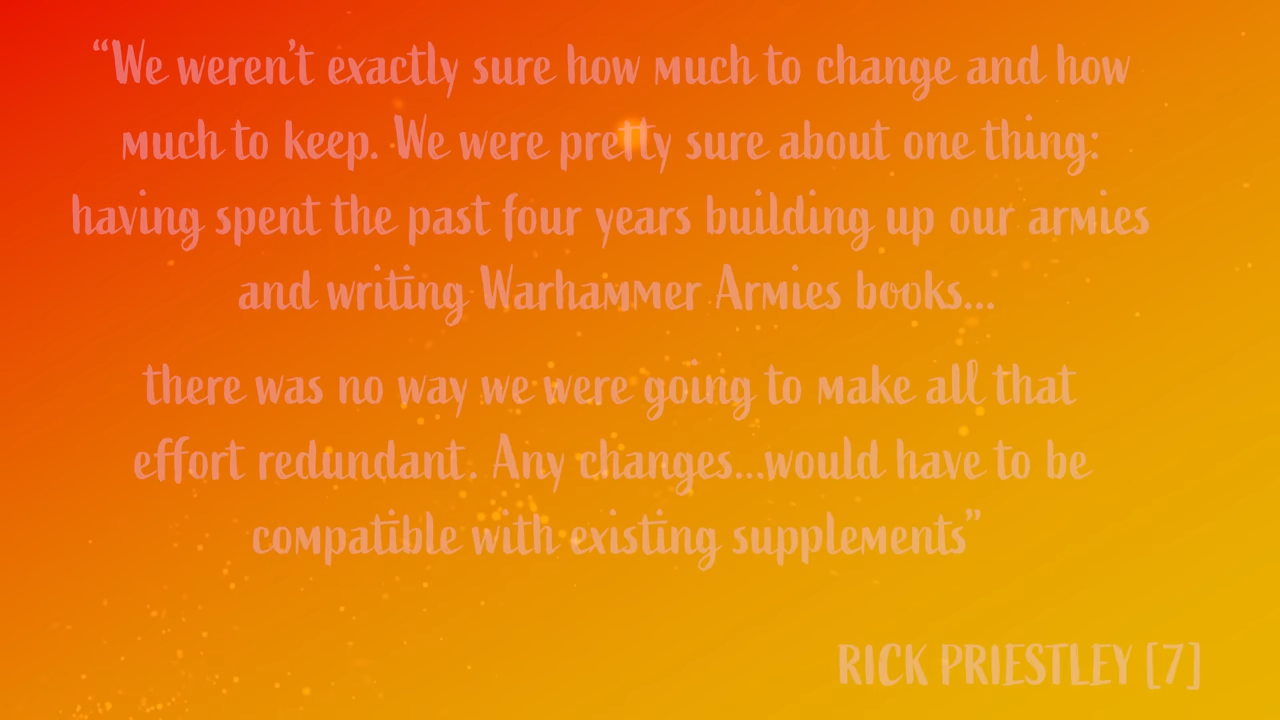 “We weren’t exactly sure how much to change and how
much to keep. We were pretty sure about one thing:
having spent the past four years building up our armies
and writing Warhammer Armies books...
there was no way we were going to make all that
effort redundant. Any changes...would have to be
compatible with existing supplements”
RICK PRIESTLEY [7]